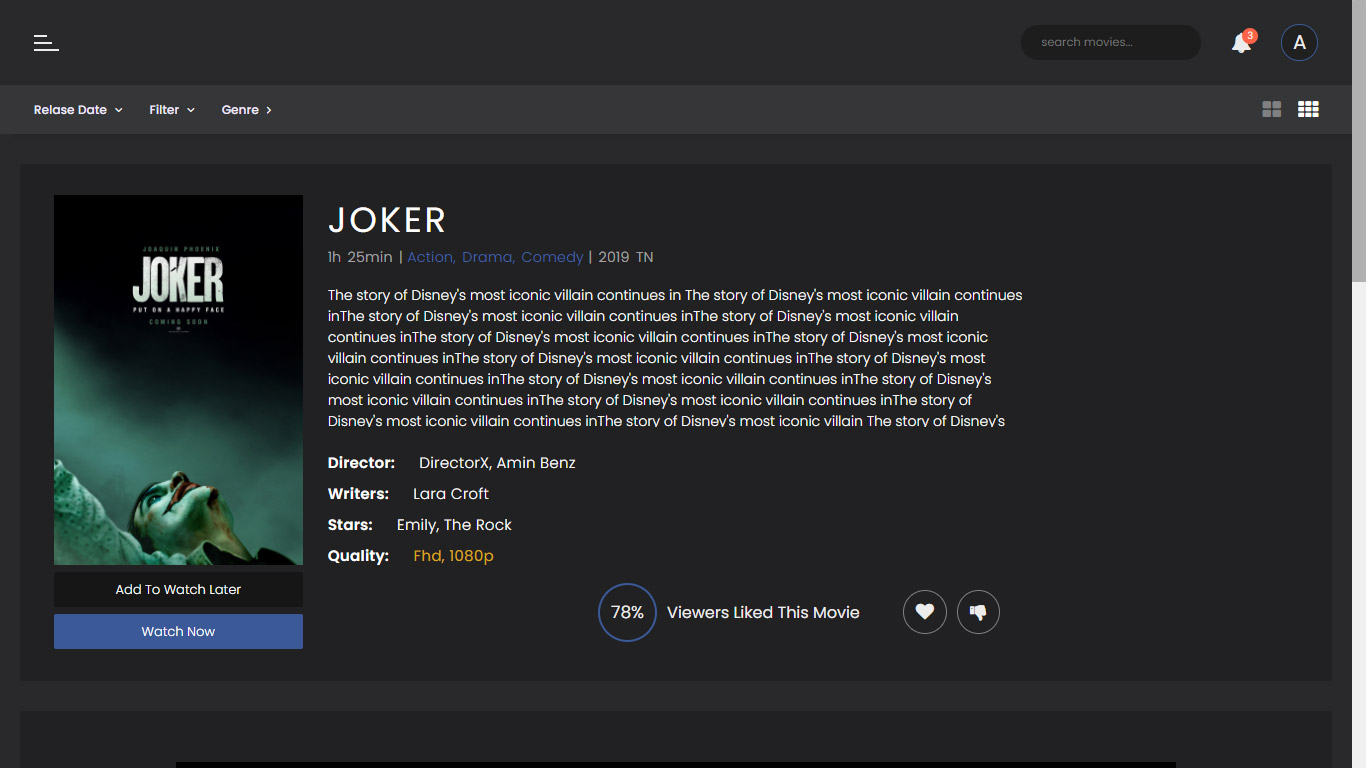 search movies...
3
A
Relase Date
Filter
Genre
JOAQUIN PHOENIX
JOKER
PUT ON A HAPPY FACE
COMING SOON
JOKER
1h 25min | Action, Drama, Comedy | 2019 TN
The story of Disney's most iconic villain continues in The story of Disney's most iconic villain continues
inThe story of Disney's most iconic villain continues inThe story of Disney's most iconic villain
continues inThe story of Disney's most iconic villain continues inThe story of Disney's most iconic
villain continues inThe story of Disney's most iconic villain continues inThe story of Disney's most
iconic villain continues inThe story of Disney's most iconic villain continues inThe story of Disney's
most iconic villain continues inThe story of Disney's most iconic villain continues inThe story of
Disney's most iconic villain continues inThe story of Disney's most iconic villain The story of Disney's
Director: DirectorX, Amin Benz
Writers: Lara Croft
Stars: Emily, The Rock
Quality: Fhd, 1080p
Add To Watch Later
Watch Now
78% Viewers Liked This Movie